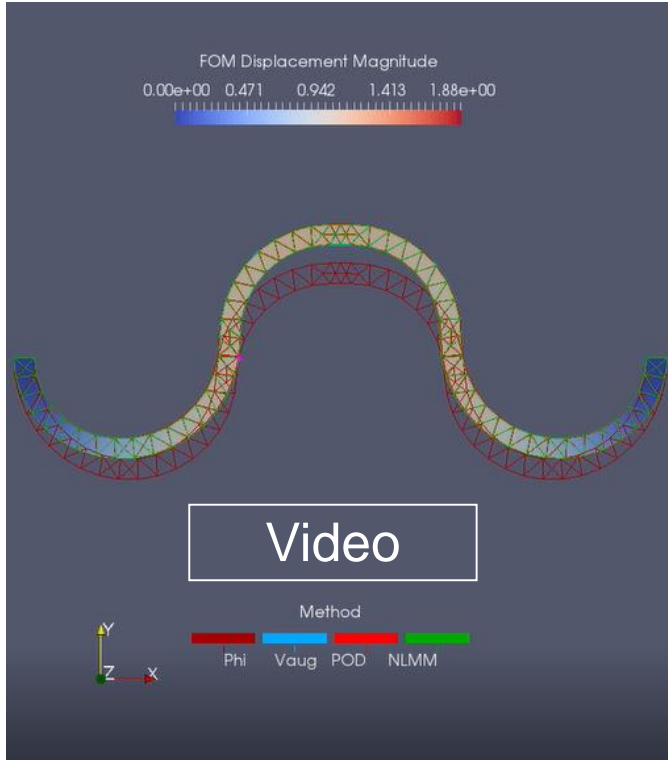 FOM Displacement Magnitude
0.00e+00 0.471 0.942 1.413 1.88e+00
Video
Method
Phi Vaug POD NLMM
Y
Z X